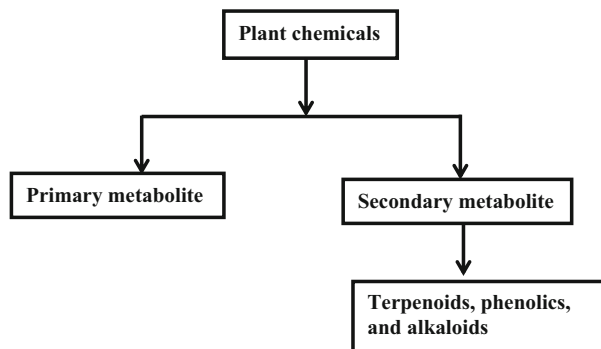 Plant chemicals
Primary metabolite
Secondary metabolite
Terpenoids, phenolics,
and alkaloids